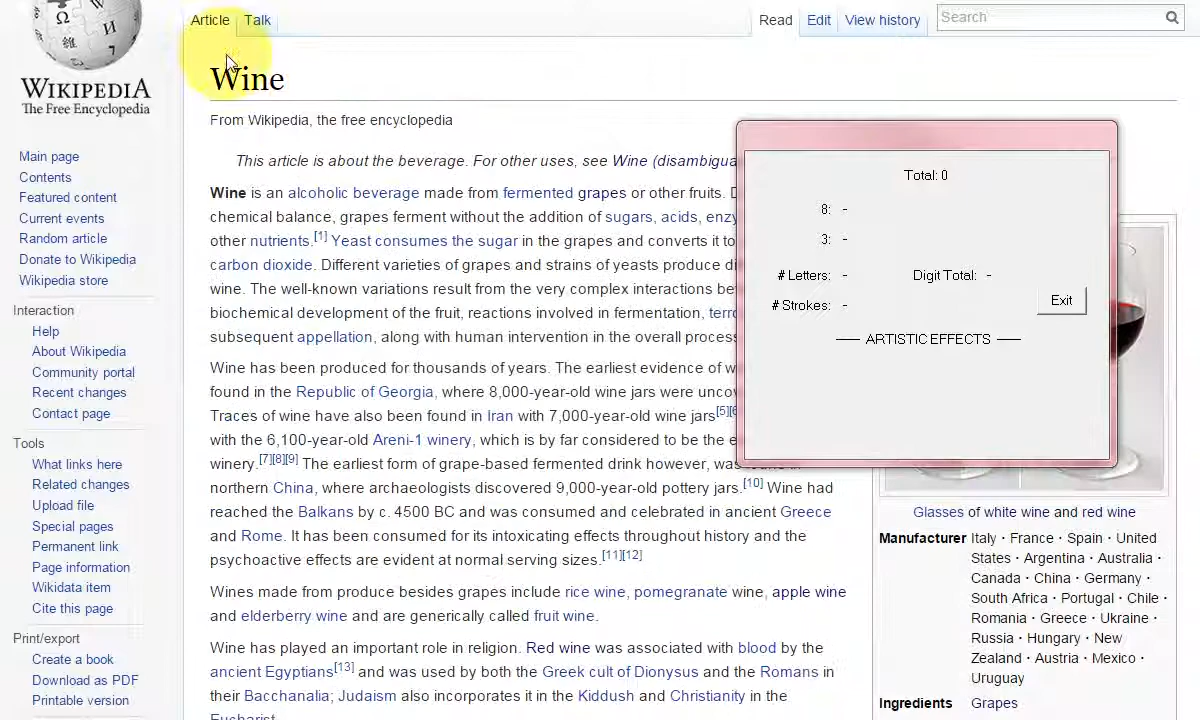 Ω
И
維
WIKIPEDIA
The Free Encyclopedia
Main page
Contents
Featured content
Current events
Random article
Donate to Wikipedia
Wikipedia store
Interaction
Help
About Wikipedia
Community portal
Recent changes
Contact page
Tools
What links here
Related changes
Upload file
Special pages
Permanent link
Page information
Wikidata item
Cite this page
Print/export
Create a book
Download as PDF
Printable version
Article Talk
Read Edit View history
Search
Wine
From Wikipedia, the free encyclopedia
This article is about the beverage. For other uses, see Wine (disambigua
Wine is an alcoholic beverage made from fermented grapes or other fruits. D
chemical balance, grapes ferment without the addition of sugars, acids, enzy
other nutrients.[1] Yeast consumes the sugar in the grapes and converts it to
carbon dioxide. Different varieties of grapes and strains of yeasts produce di
wine. The well-known variations result from the very complex interactions be
biochemical development of the fruit, reactions involved in fermentation, terro
subsequent appellation, along with human intervention in the overall process
Wine has been produced for thousands of years. The earliest evidence of w
found in the Republic of Georgia, where 8,000-year-old wine jars were uncov
Traces of wine have also been found in Iran with 7,000-year-old wine jars[5][6
with the 6,100-year-old Areni-1 winery, which is by far considered to be the e
winery.[7][8][9] The earliest form of grape-based fermented drink however, was
northern China, where archaeologists discovered 9,000-year-old pottery jars.[10] Wine had
reached the Balkans by c. 4500 BC and was consumed and celebrated in ancient Greece
and Rome. It has been consumed for its intoxicating effects throughout history and the
psychoactive effects are evident at normal serving sizes.[11][12]
Wines made from produce besides grapes include rice wine, pomegranate wine, apple wine
and elderberry wine and are generically called fruit wine.
Wine has played an important role in religion. Red wine was associated with blood by the
ancient Egyptians[13] and was used by both the Greek cult of Dionysus and the Romans in
their Bacchanalia; Judaism also incorporates it in the Kiddush and Christianity in the
Eucharist
Total: 0
8: -
3: -
# Letters: - Digit Total: -
# Strokes: -
Exit
ARTISTIC EFFECTS
Glasses of white wine and red wine
Manufacturer Italy · France · Spain · United
States · Argentina · Australia ·
Canada · China · Germany ·
South Africa · Portugal · Chile ·
Romania · Greece · Ukraine ·
Russia · Hungary · New
Zealand · Austria · Mexico ·
Uruguay
Ingredients Grapes